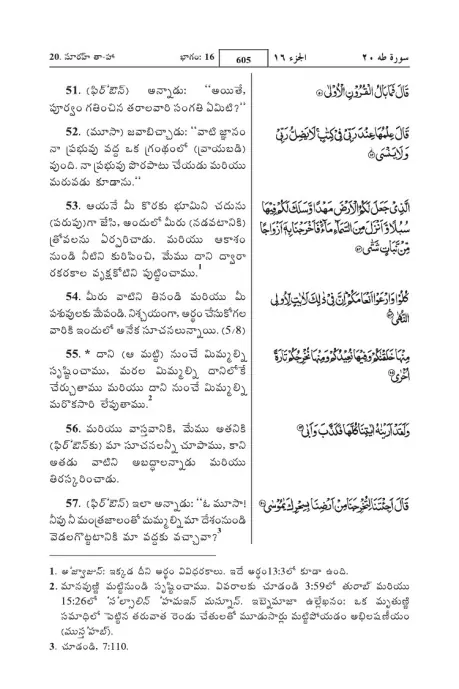 20. సూరహ్ తా-హా భాగం: 16 605 الجزء ١٦ سورة طه ٢٠
51. (ఫిర్'ఔన్) అన్నాడు: "అయితే,
పూర్వం గతించిన తరాలవారి సంగతి ఏమిటి?"
قَالَ فَمَا بَالُ الْقُرُونِ الْأُولَىٰ ۝
52. (మూసా) జవాబిచ్చాడు: "వాటి జ్ఞానం
నా ప్రభువు వద్ద ఒక గ్రంథంలో (వ్రాయబడి)
వుంది. నా ప్రభువు పొరపాటు చేయడు మరియు
మరువడు కూడాను."
قَالَ عِلْمُهَا عِندَ رَبِّي فِي كِتَابٍ لَّا يَضِلُّ رَبِّي
وَلَا يَنسَى ۝
53. ఆయనే మీ కొరకు భూమిని చదును
(పరుపు)గా జేసి, అందులో మీరు (నడవటానికి)
త్రోవలను ఏర్పరిచాడు. మరియు ఆకాశం
నుండి నీటిని కురిపించి, మేము దాని ద్వారా
రకరకాల వృక్షకోటిని పుట్టించాము.1
الَّذِي جَعَلَ لَكُمُ الْأَرْضَ مَهْدًا وَسَلَكَ لَكُمْ فِيهَا
سُبُلًا وَأَنزَلَ مِنَ السَّمَاءِ مَاءً فَأَخْرَجْنَا بِهِ أَزْوَاجًا
مِّن نَّبَاتٍ شَتَّىٰ ۝
54. మీరు వాటిని తినండి మరియు మీ
పశువులకు మేపండి. నిశ్చయంగా, అర్థం చేసుకోగల
వారికి ఇందులో అనేక సూచనలున్నాయి. (5/8)
كُلُوا وَارْعَوْا أَنْعَامَكُمْ إِنَّ فِي ذَٰلِكَ لَآيَاتٍ لِّأُولِي
النُّهَىٰ ۝
55. * దాని (ఆ మట్టి) నుంచే మిమ్మల్ని
సృష్టించాము, మరల మిమ్మల్ని దానిలోకే
చేర్చుతాము మరియు దాని నుంచే మిమ్మల్ని
మరొకసారి లేపుతాము.2
مِنْهَا خَلَقْنَاكُمْ وَفِيهَا نُعِيدُكُمْ وَمِنْهَا نُخْرِجُكُمْ تَارَةً
أُخْرَىٰ ۝
56. మరియు వాస్తవానికి, మేము అతనికి
(ఫిర్'ఔన్‌కు) మా సూచనలన్నీ చూపాము, కాని
అతడు వాటిని అబద్ధాలన్నాడు మరియు
తిరస్కరించాడు.
وَلَقَدْ أَرَيْنَاهُ آيَاتِنَا كُلَّهَا فَكَذَّبَ وَأَبَىٰ ۝
57. (ఫిర్'ఔన్) ఇలా అన్నాడు: "ఓ మూసా!
నీవు నీ మంత్రజాలంతో మమ్మల్ని మా దేశంనుండి
వెడలగొట్టటానికి మా వద్దకు వచ్చావా?3
قَالَ أَجِئْتَنَا لِتُخْرِجَنَا مِنْ أَرْضِنَا بِسِحْرِكَ يَا مُوسَىٰ ۝
1. అ'జ్వాజున్: ఇక్కడ దీని అర్థం వివిధరకాలు. ఇదే అర్థం13:3లో కూడా ఉంది.
2. మానవుణ్ణి మట్టినుండి సృష్టించాము. వివరాలకు చూడండి 3:59లో తురాబ్ మరియు
15:26లో 'స'ల్సాలిన్ 'హమఇన్ మస్నూన్. ఇబ్నెమాజా ఉల్లేఖనం: ఒక మృతుణ్ణి
సమాధిలో పెట్టిన తరువాత రెండు చేతులతో మూడుసార్లు మట్టిపోయడం అభిలషణీయం
(ముస్త'హబ్).
3. చూడండి, 7:110.